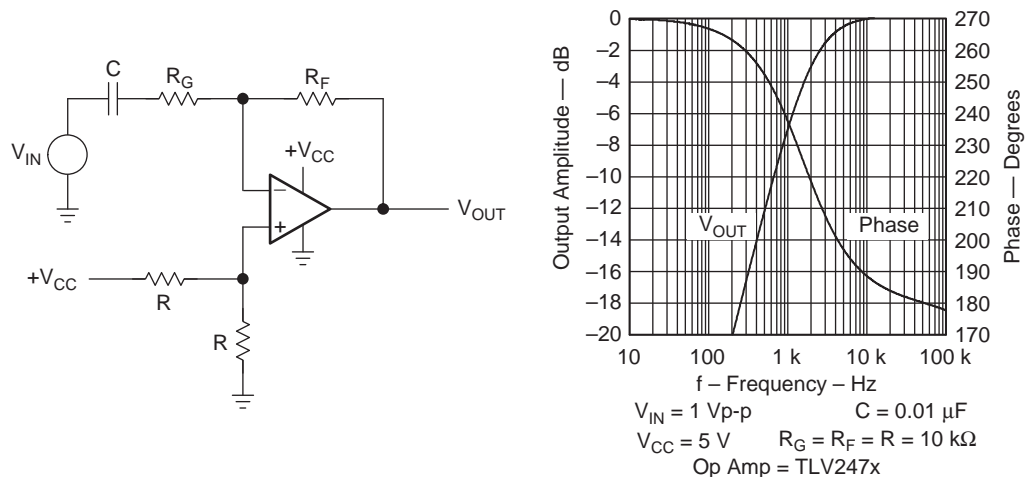 C
R_G
R_F
V_IN
+V_CC
−
+
V_OUT
+V_CC
R
R
Output Amplitude — dB
0
–2
–4
–6
–8
–10
–12
–14
–16
–18
–20
V_OUT
Phase
270
260
250
240
230
220
210
200
190
180
170
Phase — Degrees
10 100 1 k 10 k 100 k
f – Frequency – Hz
V_IN = 1 Vp-p C = 0.01 µF
V_CC = 5 V R_G = R_F = R = 10 kΩ
Op Amp = TLV247x